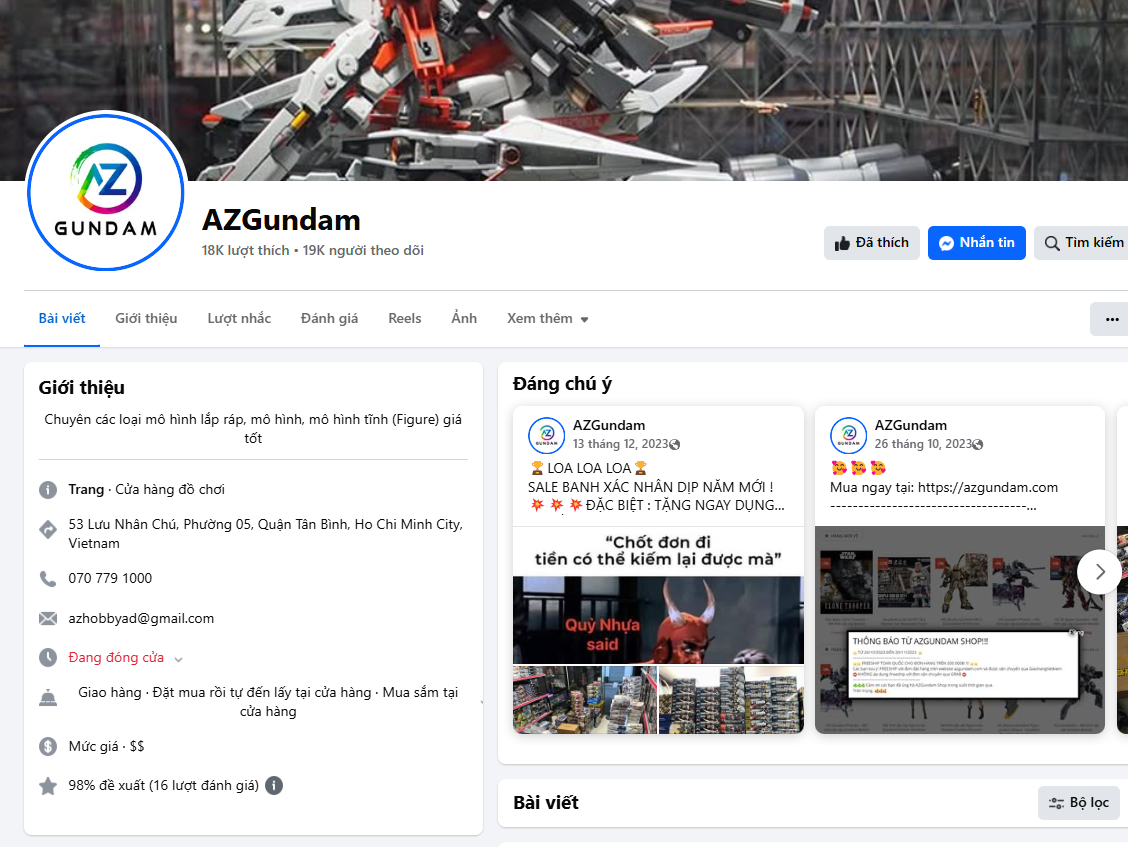 AZ
GUNDAM
AZGundam
18K lượt thích • 19K người theo dõi
Đã thích
Nhắn tin
Tìm kiếm
Bài viết
Giới thiệu
Lượt nhắc
Đánh giá
Reels
Ảnh
Xem thêm
Giới thiệu
Chuyên các loại mô hình lắp ráp, mô hình, mô hình tĩnh (Figure) giá
tốt
Trang · Cửa hàng đồ chơi
53 Lưu Nhân Chú, Phường 05, Quận Tân Bình, Ho Chi Minh City,
Vietnam
070 779 1000
azhobbyad@gmail.com
Đang đóng cửa
Giao hàng · Đặt mua rồi tự đến lấy tại cửa hàng · Mua sắm tại
cửa hàng
Mức giá · $$
98% đề xuất (16 lượt đánh giá)
Đáng chú ý
AZGundam
13 tháng 12, 2023
🏆 LOA LOA LOA 🏆
SALE BANH XÁC NHÂN DỊP NĂM MỚI !
💥 💥 💥 ĐẶC BIỆT : TẶNG NGAY DỤNG...
“Chốt đơn đi
tiền có thể kiếm lại được mà”
Quỷ Nhựa
said
AZGundam
26 tháng 10, 2023
🥰 🥰 🥰
Mua ngay tại: https://azgundam.com
------------------------------------...
STAR WARS
CLONE TROOPER
THÔNG BÁO TỪ AZGUNDAM SHOP!!!
Bài viết
Bộ lọc